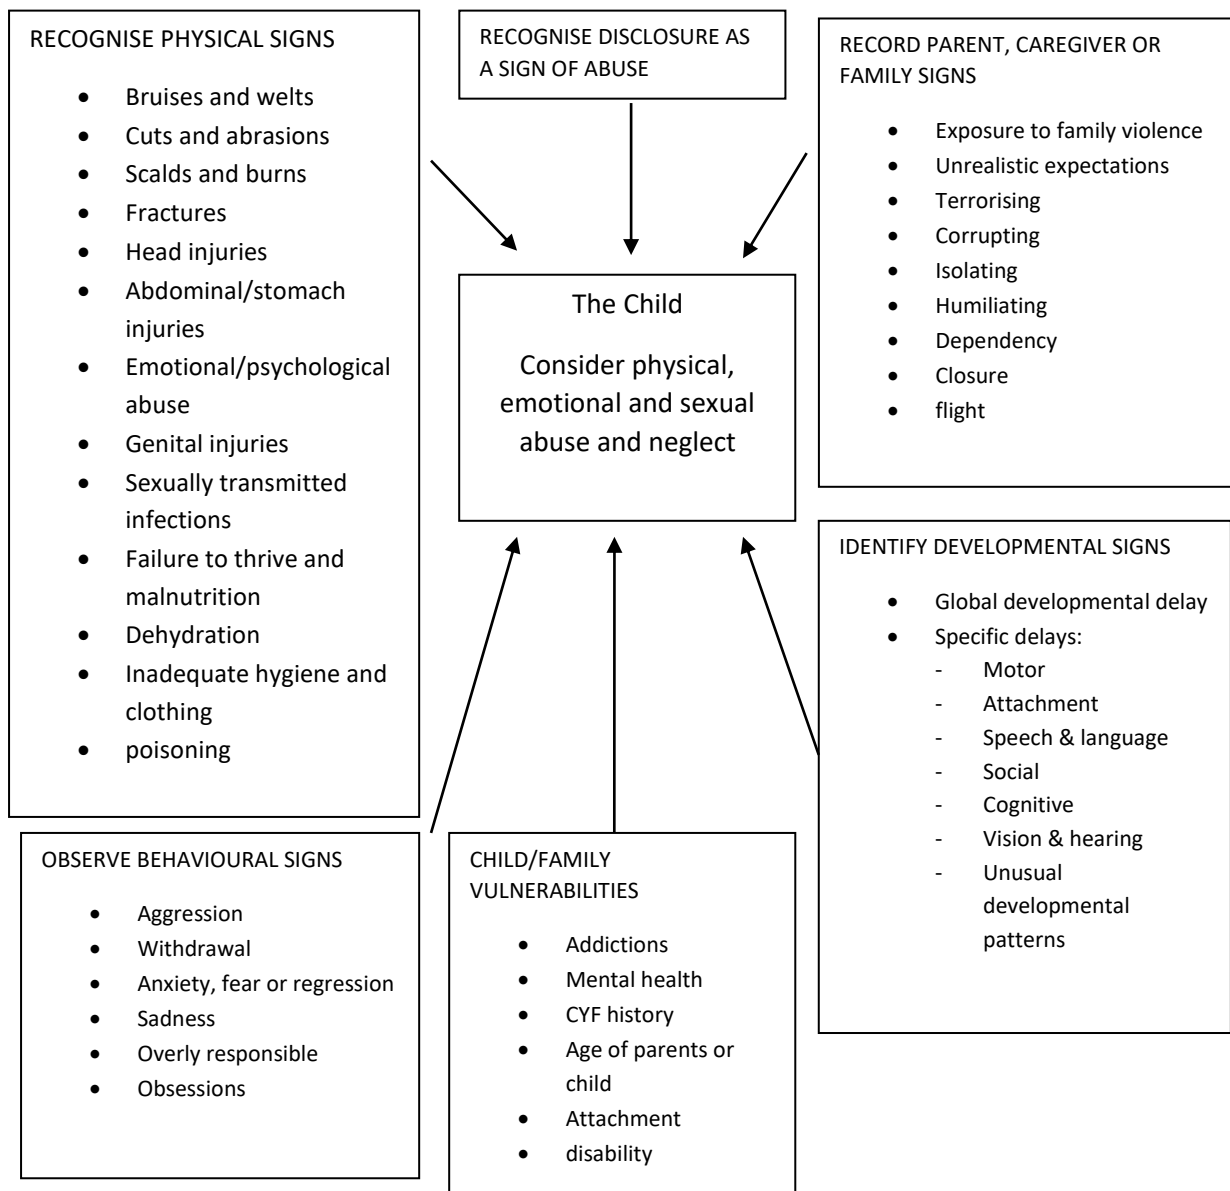 RECOGNISE PHYSICAL SIGNS
• Bruises and welts
• Cuts and abrasions
• Scalds and burns
• Fractures
• Head injuries
• Abdominal/stomach
injuries
• Emotional/psychological
abuse
• Genital injuries
• Sexually transmitted
infections
• Failure to thrive and
malnutrition
• Dehydration
• Inadequate hygiene and
clothing
• poisoning
RECOGNISE DISCLOSURE AS
A SIGN OF ABUSE
RECORD PARENT, CAREGIVER OR
FAMILY SIGNS
• Exposure to family violence
• Unrealistic expectations
• Terrorising
• Corrupting
• Isolating
• Humiliating
• Dependency
• Closure
• flight
The Child
Consider physical,
emotional and sexual
abuse and neglect
IDENTIFY DEVELOPMENTAL SIGNS
• Global developmental delay
• Specific delays:
- Motor
- Attachment
- Speech & language
- Social
- Cognitive
- Vision & hearing
- Unusual
developmental
patterns
OBSERVE BEHAVIOURAL SIGNS
• Aggression
• Withdrawal
• Anxiety, fear or regression
• Sadness
• Overly responsible
• Obsessions
CHILD/FAMILY
VULNERABILITIES
• Addictions
• Mental health
• CYF history
• Age of parents or
child
• Attachment
• disability